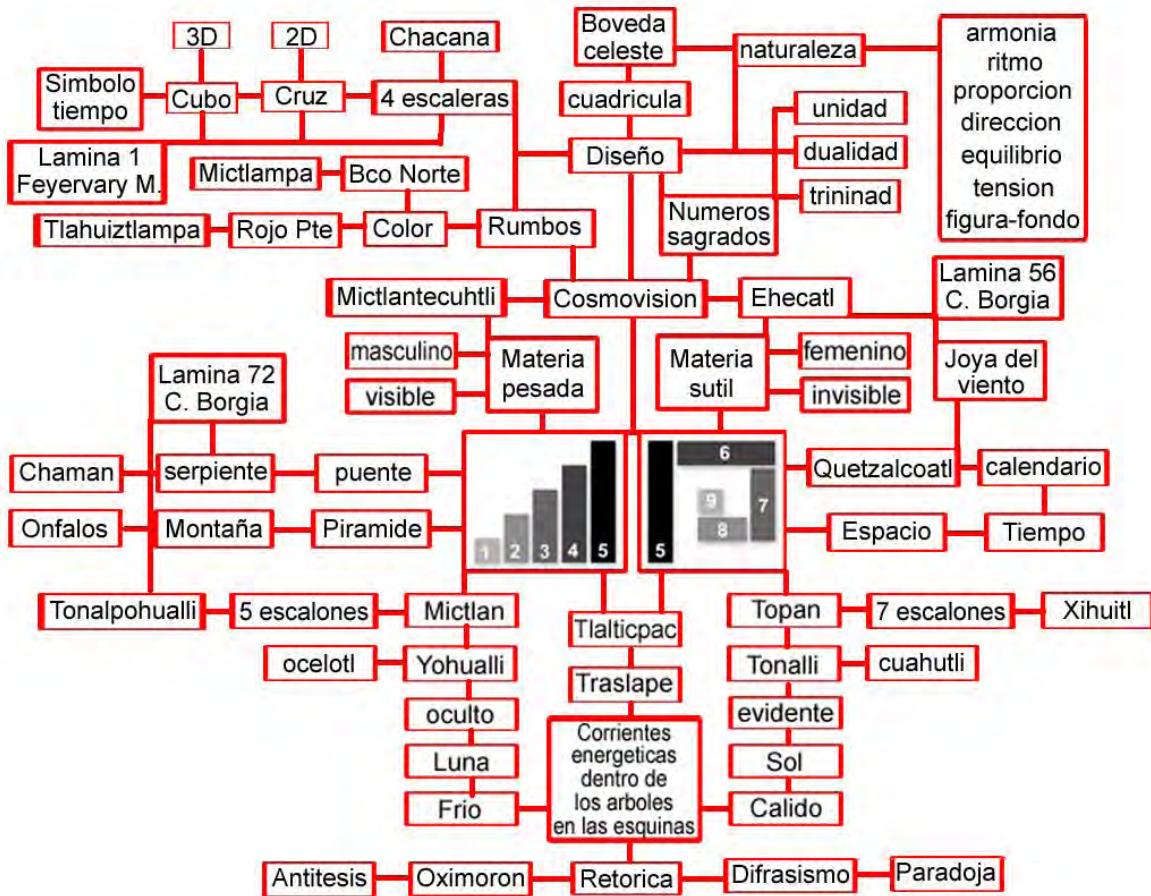 3D
2D
Chacana
Boveda
celeste
naturaleza
armonia
ritmo
proporcion
direccion
equilibrio
tension
figura-fondo
Simbolo
tiempo
Cubo
Cruz
4 escaleras
cuadricula
unidad
dualidad
trininad
Lamina 1
Feyervary M.
Mictlampa
Bco Norte
Diseño
Numeros
sagrados
Tlahuiztlampa
Rojo Pte
Color
Rumbos
Mictlantecuhtli
Cosmovision
Ehecatl
Lamina 56
C. Borgia
masculino
visible
Materia
pesada
Materia
sutil
femenino
invisible
Joya del
viento
Lamina 72
C. Borgia
Chaman
serpiente
puente
1
2
3
4
5
5
6
7
8
9
Quetzalcoatl
calendario
Onfalos
Montaña
Piramide
Espacio
Tiempo
Tonalpohualli
5 escalones
Mictlan
Tlalticpac
Topan
7 escalones
Xihuitl
ocelotl
Yohualli
Traslape
Tonalli
cuahutli
oculto
evidente
Luna
Sol
Frio
Corrientes
energeticas
dentro de
los arboles
en las esquinas
Calido
Antitesis
Oximoron
Retorica
Difrasismo
Paradoja